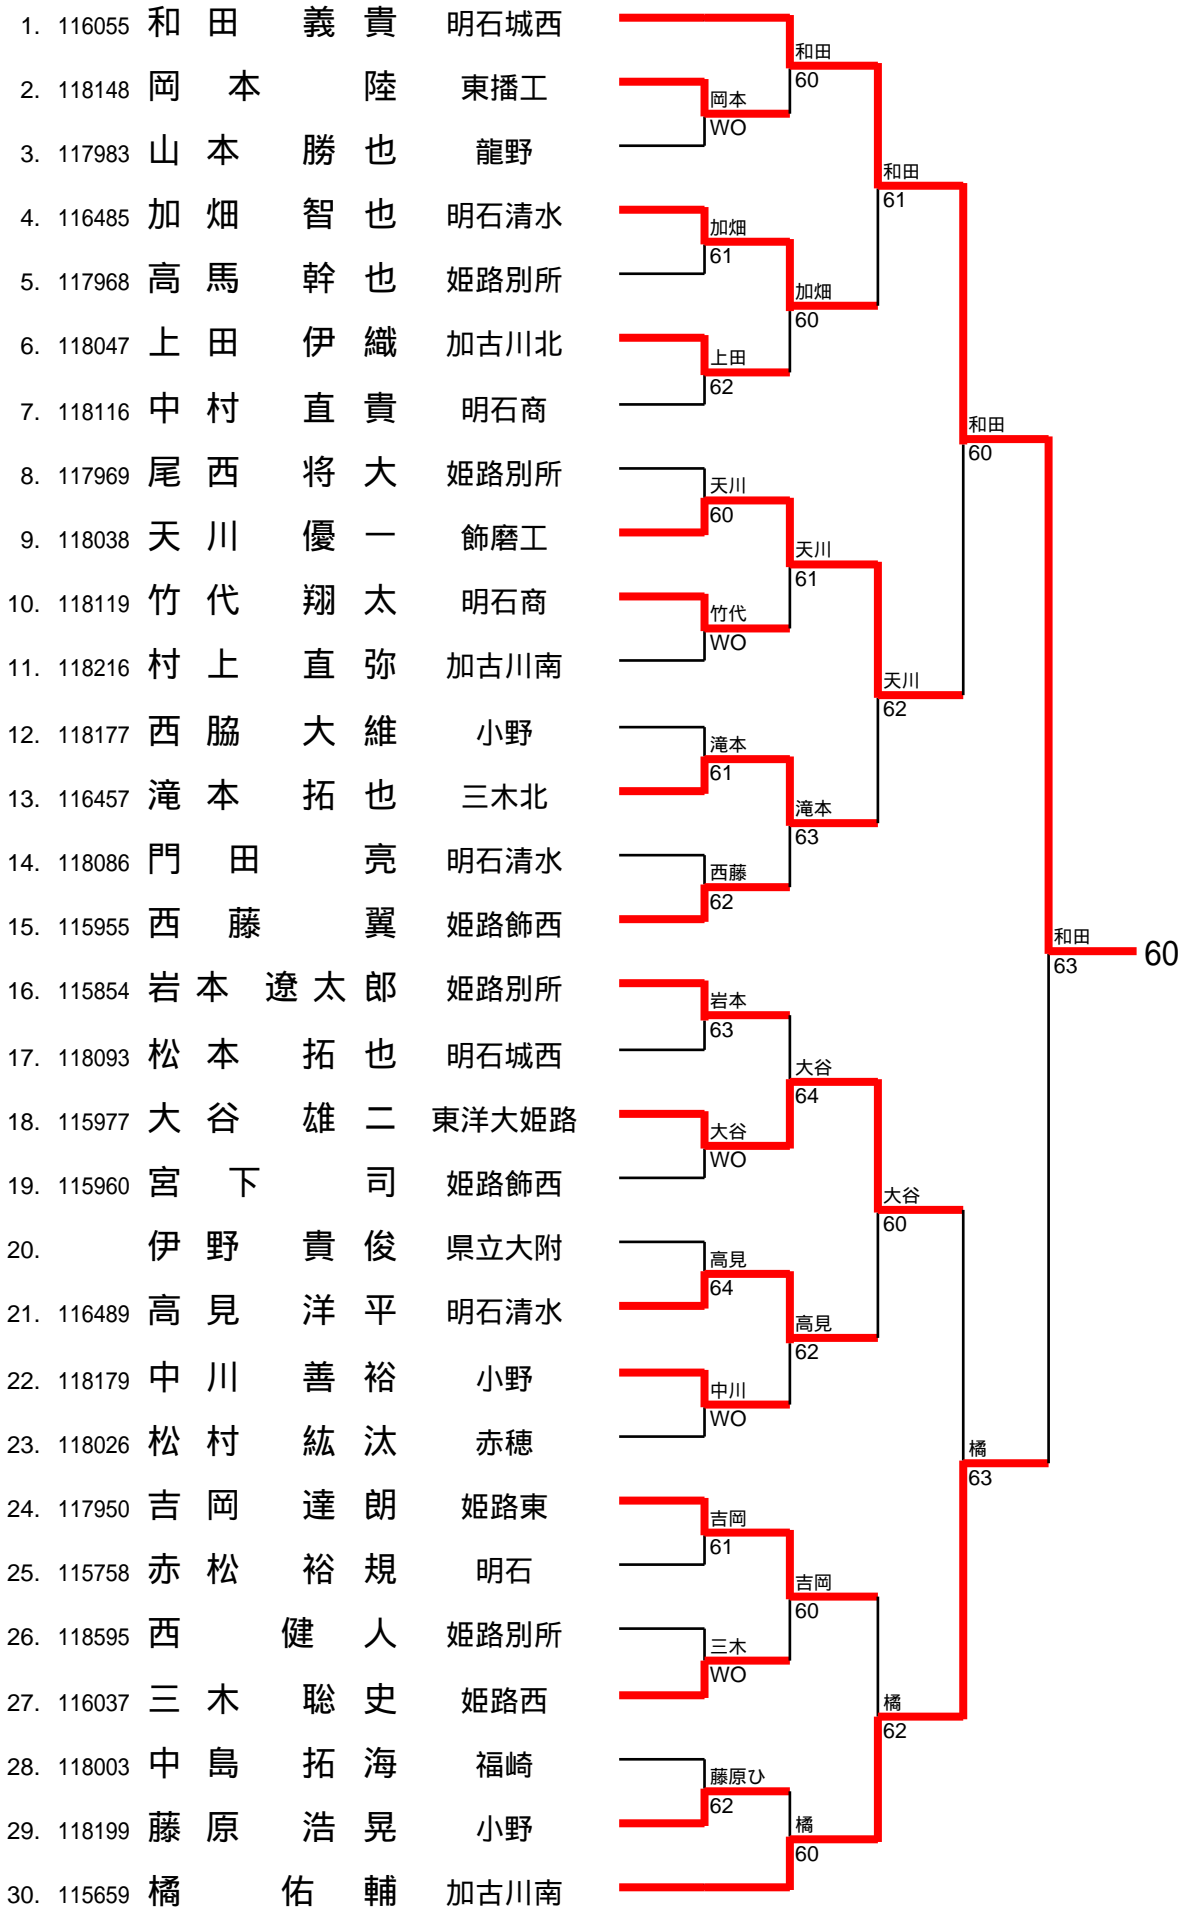 1. 116055 和田 義貴 明石城西
2. 118148 岡本 陸 東播工
3. 117983 山本 勝也 龍野
4. 116485 加畑 智也 明石清水
5. 117968 高馬 幹也 姫路別所
6. 118047 上田 伊織 加古川北
7. 118116 中村 直貴 明石商
8. 117969 尾西 将大 姫路別所
9. 118038 天川 優一 飾磨工
10. 118119 竹代 翔太 明石商
11. 118216 村上 直弥 加古川南
12. 118177 西脇 大維 小野
13. 116457 滝本 拓也 三木北
14. 118086 門田 亮 明石清水
15. 115955 西藤 翼 姫路飾西
16. 115854 岩本 遼太郎 姫路別所
17. 118093 松本 拓也 明石城西
18. 115977 大谷 雄二 東洋大姫路
19. 115960 宮下 司 姫路飾西
20. 伊野 貴俊 県立大附
21. 116489 高見 洋平 明石清水
22. 118179 中川 善裕 小野
23. 118026 松村 紘汰 赤穂
24. 117950 吉岡 達朗 姫路東
25. 115758 赤松 裕規 明石
26. 118595 西 健人 姫路別所
27. 116037 三木 聡史 姫路西
28. 118003 中島 拓海 福崎
29. 118199 藤原 浩晃 小野
30. 115659 橘 佑輔 加古川南
岡本
WO
加畑
61
上田
62
天川
60
竹代
WO
滝本
61
西藤
62
岩本
63
大谷
WO
高見
64
中川
WO
吉岡
61
三木
WO
藤原ひ
62
和田
60
加畑
60
天川
61
滝本
63
大谷
64
高見
62
吉岡
60
橘
60
和田
61
天川
62
大谷
60
橘
62
和田
60
橘
63
和田
63
60